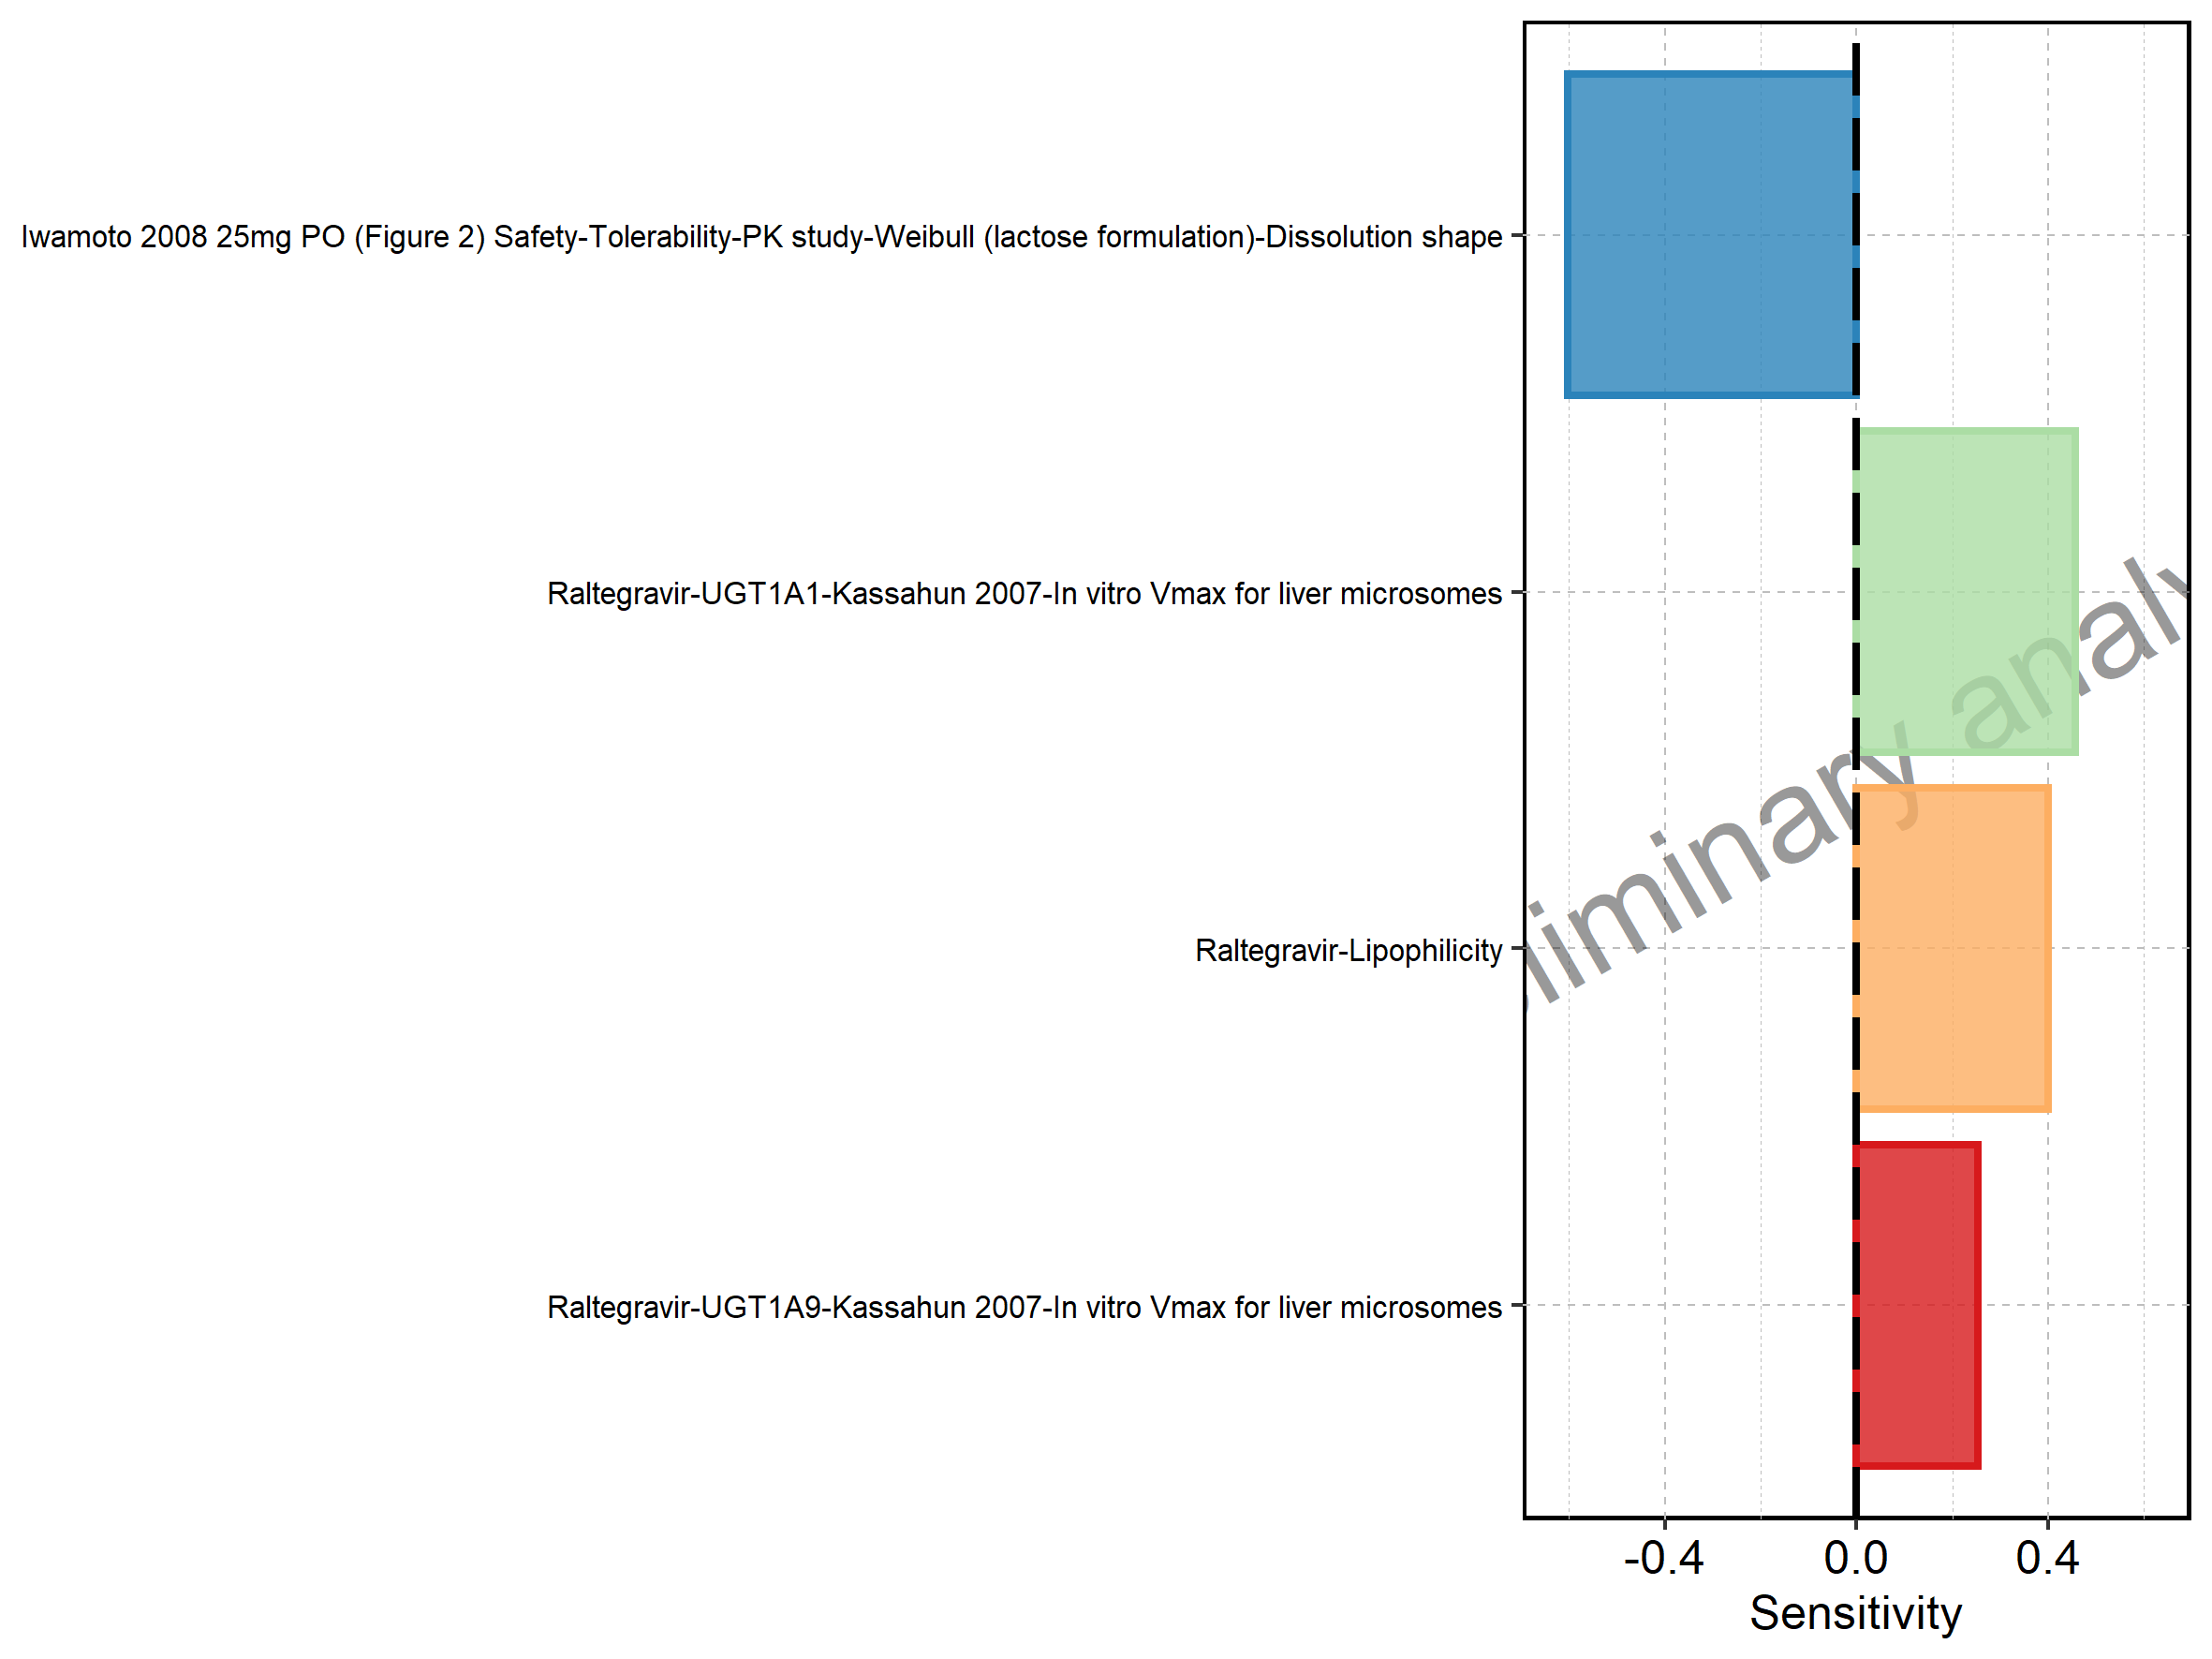 Iwamoto 2008 25mg PO (Figure 2) Safety-Tolerability-PK study-Weibull (lactose formulation)-Dissolution shape
Raltegravir-UGT1A1-Kassahun 2007-In vitro Vmax for liver microsomes
Raltegravir-Lipophilicity
Raltegravir-UGT1A9-Kassahun 2007-In vitro Vmax for liver microsomes
-0.4 0.0 0.4
Sensitivity